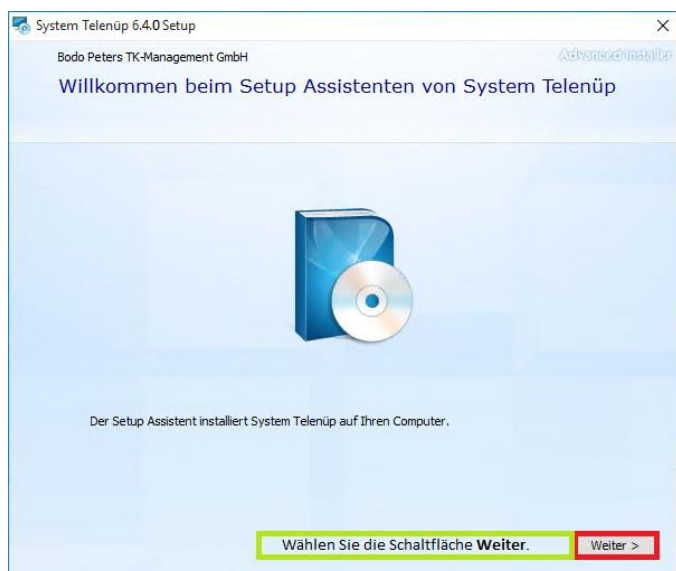 System Telenüp 6.4.0 Setup
Bodo Peters TK-Management GmbH
Advanced Installer
Willkommen beim Setup Assistenten von System Telenüp
Der Setup Assistent installiert System Telenüp auf Ihren Computer.
Wählen Sie die Schaltfläche Weiter.
Weiter >